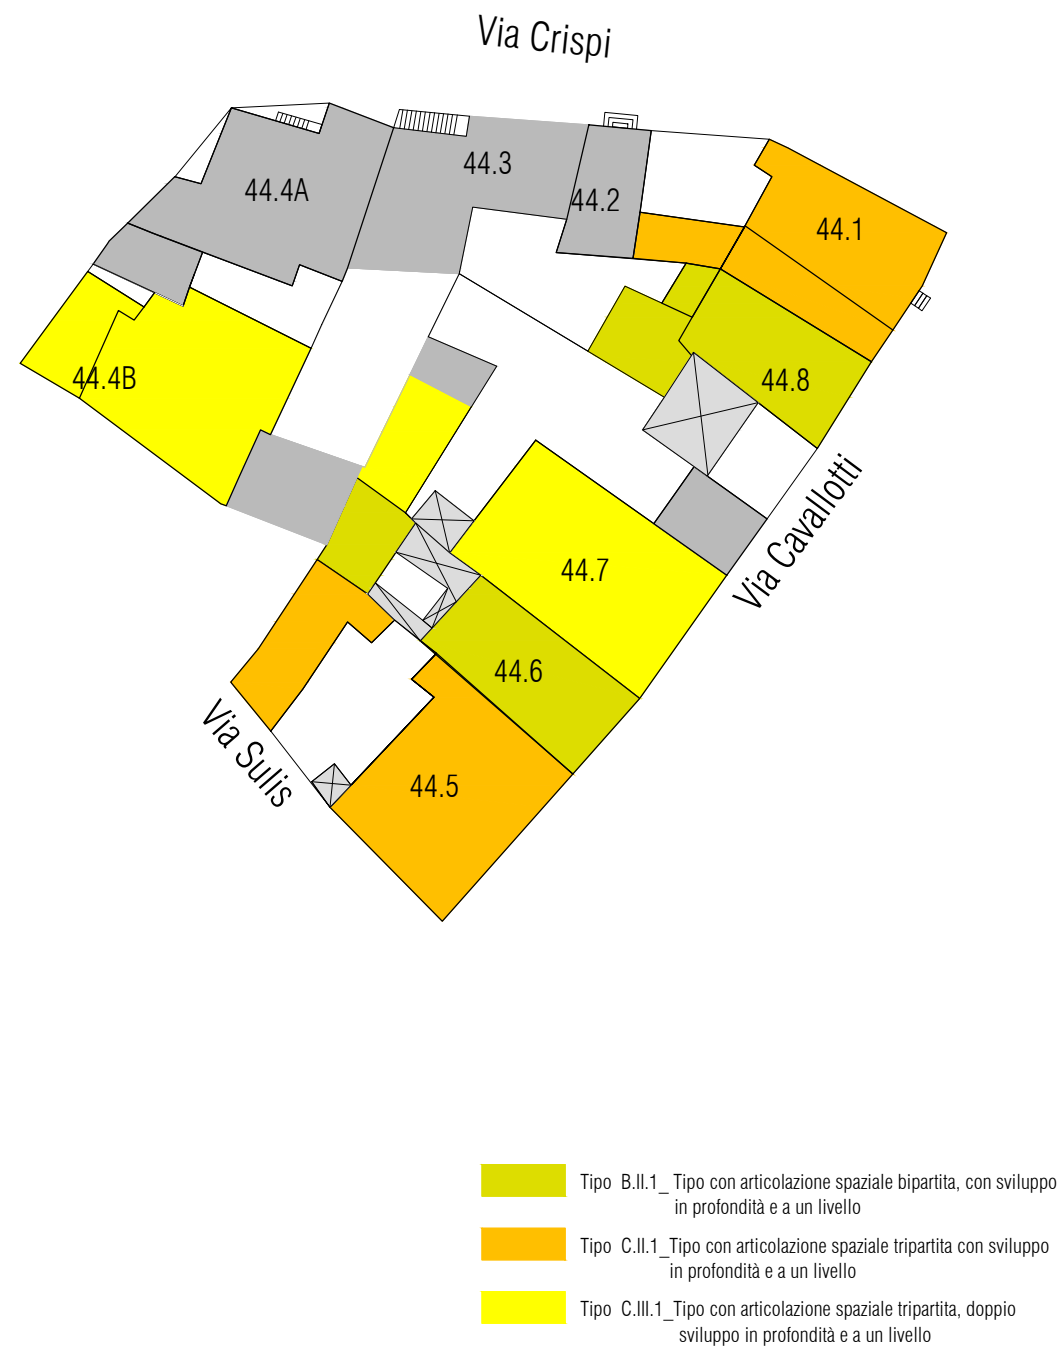 Via Crispi
44.3
44.4A
44.2
44.1
44.4B
44.8
Via Cavallotti
44.7
44.6
Via Sulis
44.5
Tipo B.II.1_ Tipo con articolazione spaziale bipartita, con sviluppo
in profondità e a un livello
Tipo C.II.1_Tipo con articolazione spaziale tripartita con sviluppo
in profondità e a un livello
Tipo C.III.1_Tipo con articolazione spaziale tripartita, doppio
sviluppo in profondità e a un livello